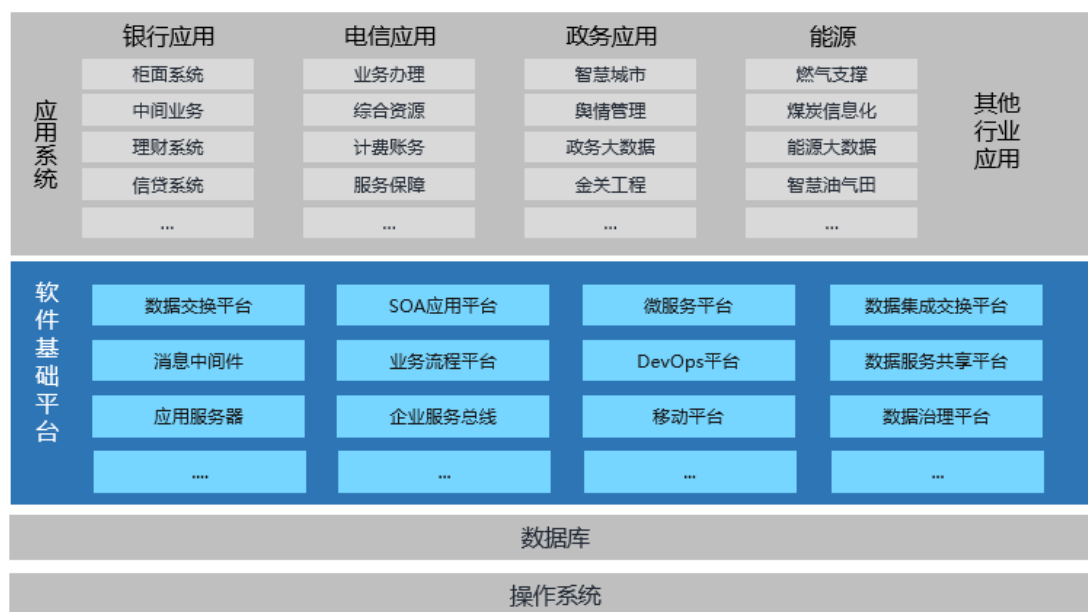 应用系统
银行应用
柜面系统
中间业务
理财系统
信贷系统
...
电信应用
业务办理
综合资源
计费账务
服务保障
...
政务应用
智慧城市
舆情管理
政务大数据
金关工程
...
能源
燃气支撑
煤炭信息化
能源大数据
智慧油气田
...
其他
行业
应用
软件基础平台
数据交换平台
消息中间件
应用服务器
....
SOA应用平台
业务流程平台
企业服务总线
...
微服务平台
DevOps平台
移动平台
...
数据集成交换平台
数据服务共享平台
数据治理平台
...
数据库
操作系统